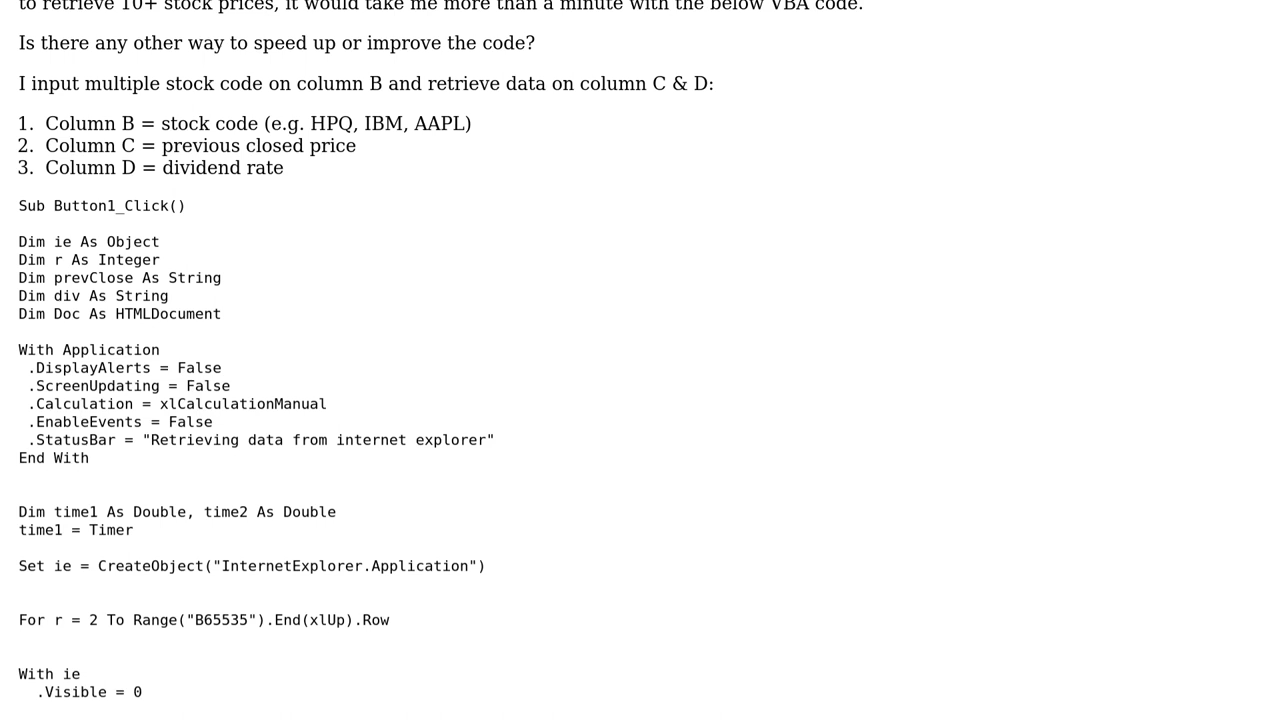 to retrieve 10+ stock prices, it would take me more than a minute with the below VBA code.
Is there any other way to speed up or improve the code?
I input multiple stock code on column B and retrieve data on column C & D:
1. Column B = stock code (e.g. HPQ, IBM, AAPL)
2. Column C = previous closed price
3. Column D = dividend rate
Sub Button1_Click()
Dim ie As Object
Dim r As Integer
Dim prevClose As String
Dim div As String
Dim Doc As HTMLDocument
With Application
 .DisplayAlerts = False
 .ScreenUpdating = False
 .Calculation = xlCalculationManual
 .EnableEvents = False
 .StatusBar = "Retrieving data from internet explorer"
End With
Dim time1 As Double, time2 As Double
time1 = Timer
Set ie = CreateObject("InternetExplorer.Application")
For r = 2 To Range("B65535").End(xlUp).Row
With ie
  .Visible = 0